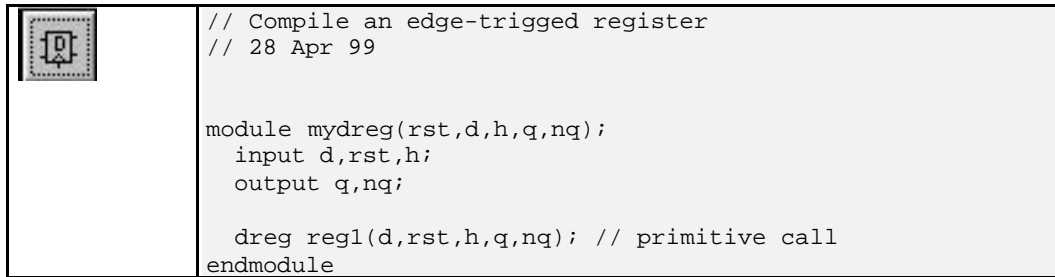 D
// Compile an edge-trigged register
// 28 Apr 99
module mydreg(rst,d,h,q,nq);
input d,rst,h;
output q,nq;
dreg reg1(d,rst,h,q,nq); // primitive call
endmodule